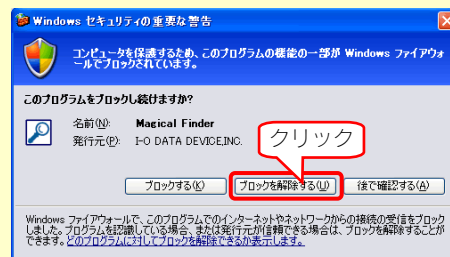 Windows セキュリティの重要な警告
コンピュータを保護するため、このプログラムの機能の一部が Windows ファイアウォ
ールでブロックされています。
このプログラムをブロックし続けますか?
名前(N): Magical Finder
発行元(P): I-O DATA DEVICE,INC.
クリック
ブロックする(K) ブロックを解除する(U) 後で確認する(A)
Windows ファイアウォールで、このプログラムでのインターネットやネットワークからの接続の受信をブロック
しました。プログラムを認識している場合、または発行元が信頼できる場合は、ブロックを解除することが
できます。どのプログラムに対してブロックを解除できるか表示します。